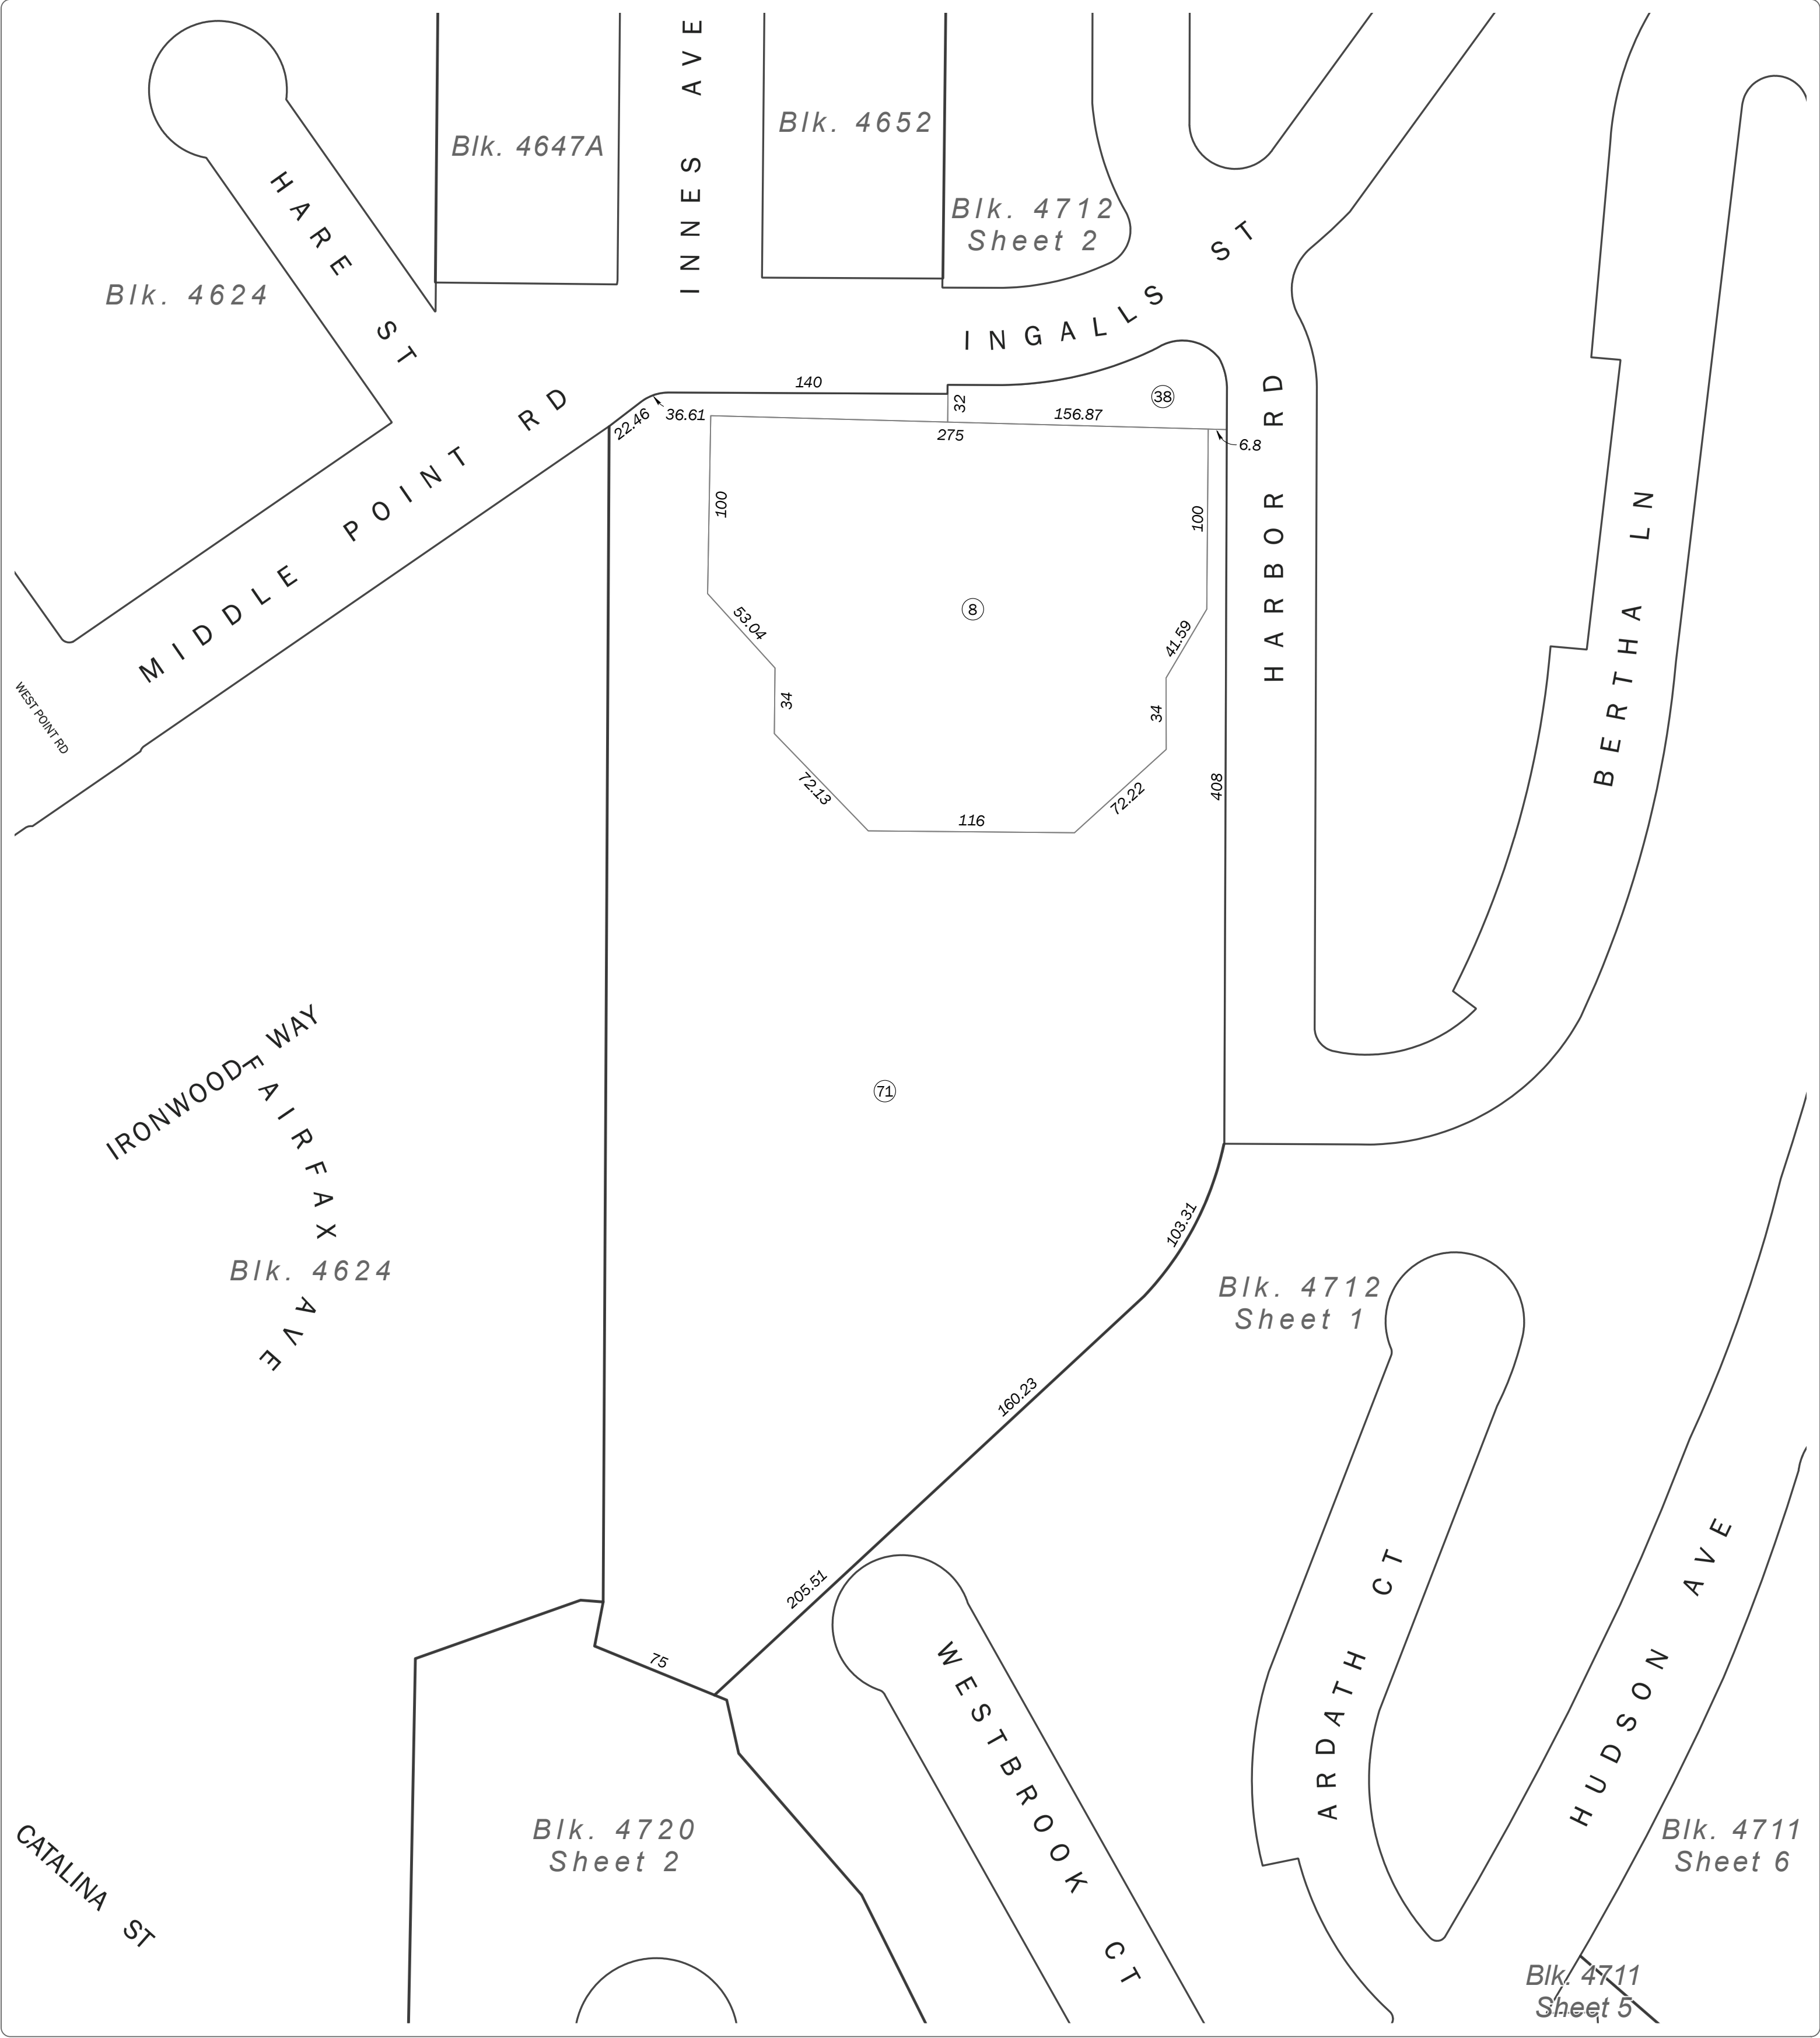 INNES AVE
Blk. 4652
Blk. 4647A
HARE ST
Blk. 4712
Sheet 2
INGALLS ST
Blk. 4624
140
36.61
22.46
32
38
156.87
275
6.8
MIDDLE POINT RD
HARBOR RD
BERTHA LN
100
100
8
53.04
41.59
34
34
72.13
116
72.22
408
WEST POINT RD
71
IRONWOOD WAY
FAIRFAX AVE
Blk. 4624
103.31
Blk. 4712
Sheet 1
160.23
205.51
75
WESTBROOK CT
ARDATH CT
HUDSON AVE
Blk. 4720
Sheet 2
Blk. 4711
Sheet 6
CATALINA ST
Blk. 4711
Sheet 5